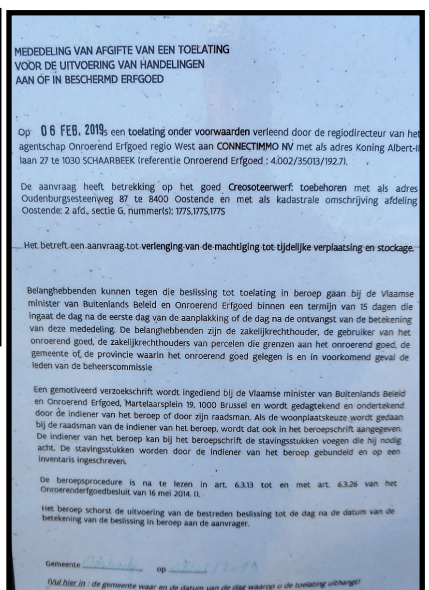 MEDEDELING VAN AFGIFTE VAN EEN TOELATING
VOOR DE UITVOERING VAN HANDELINGEN
AAN OF IN BESCHERMD ERFGOED
Op 06 FEB. 2019s een toelating onder voorwaarden verleend door de regiodirecteur van het
agentschap Onroerend Erfgoed regio West aan CONNECTIMMO NV met als adres Koning Albert-II
laan 27 te 1030 SCHAARBEEK (referentie Onroerend Erfgoed : 4.002/35013/192.7).
De aanvraag heeft betrekking op het goed Creosoteerwerf: toebehoren met als adres
Oudenburgsesteenweg 87 te 8400 Oostende en met als kadastrale omschrijving afdeling
Oostende: 2 afd., sectie G, nummer(s): 177S,177S,177S
Het betreft een aanvraag tot verlenging van de machtiging tot tijdelijke verplaatsing en stockage.
Belanghebbenden kunnen tegen die beslissing tot toelating in beroep gaan bij de Vlaamse
minister van Buitenlands Beleid en Onroerend Erfgoed binnen een termijn van 15 dagen die
ingaat de dag na de eerste dag van de aanplakking of de dag na de ontvangst van de betekening
van deze mededeling. De belanghebbenden zijn de zakelijkrechthouder, de gebruiker van het
onroerend goed, de zakelijkrechthouders van percelen die grenzen aan het onroerend goed, de
gemeente of de provincie waarin het onroerend goed gelegen is en in voorkomend geval de
leden van de beheerscommissie
Een gemotiveerd verzoekschrift wordt ingediend bij de Vlaamse minister van Buitenlands Beleid
en Onroerend Erfgoed, Martelaarsplein 19, 1000 Brussel en wordt gedagtekend en ondertekend
door de indiener van het beroep of door zijn raadsman. Als de woonplaatskeuze wordt gedaan
bij de raadsman van de indiener van het beroep, wordt dat ook in het beroepschrift aangegeven.
De indiener van het beroep kan bij het beroepschrift de stavingsstukken voegen die hij nodig
acht. De stavingsstukken worden door de indiener van het beroep gebundeld en op een
inventaris ingeschreven.
De beroepsprocedure is na te lezen in art. 6.3.13 tot en met art. 6.3.26 van het
Onroerenderfgoedbesluit van 16 mei 2014. ().
Het beroep schorst de uitvoering van de bestreden beslissing tot de dag na de datum van de
betekening van de beslissing in beroep aan de aanvrager.
Gemeente op
(Vul hier in : de gemeente waar en de datum van de dag waarop u de toelating uithangt)